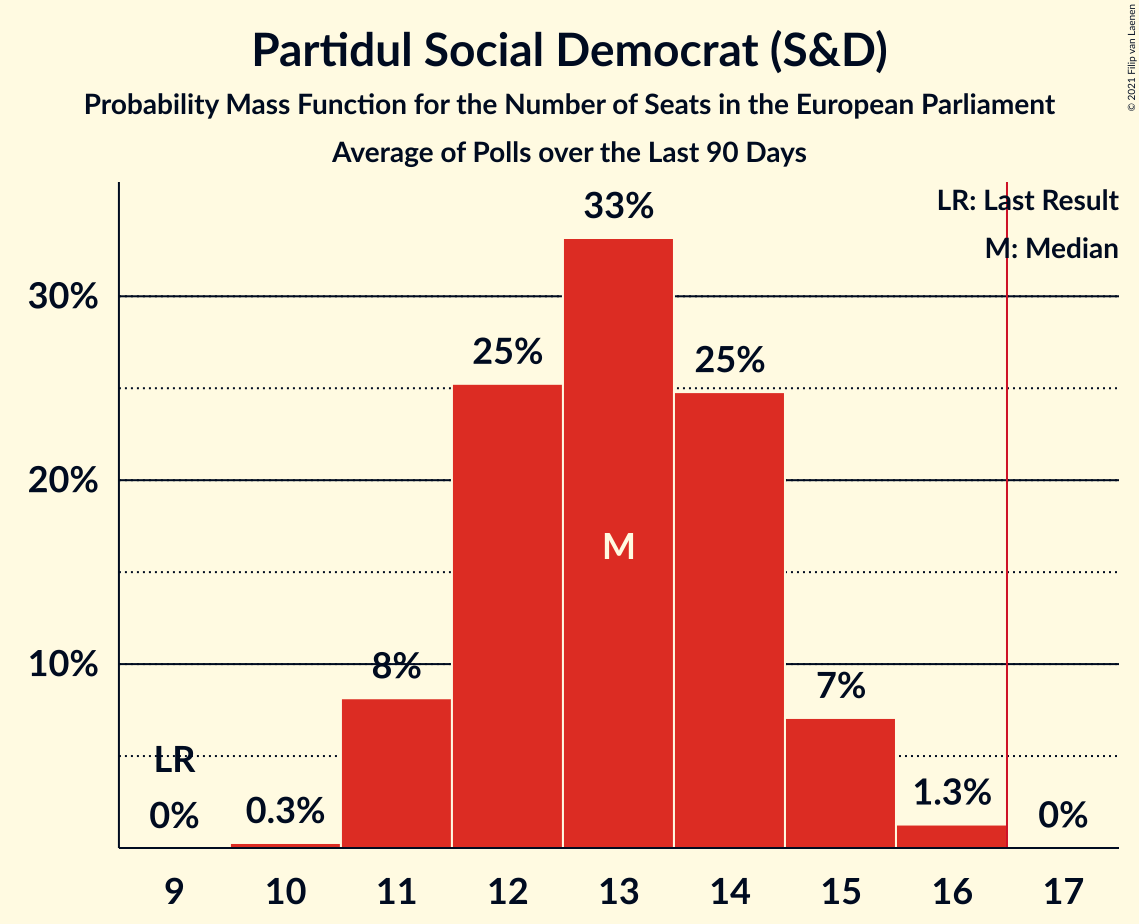 Partidul Social Democrat (S&D)
Probability Mass Function for the Number of Seats in the European Parliament
Average of Polls over the Last 90 Days
© 2021 Filip van Laenen
LR: Last Result
M: Median
30%
20%
10%
LR
0%
0.3%
8%
25%
33%
M
25%
7%
1.3%
0%
9
10
11
12
13
14
15
16
17